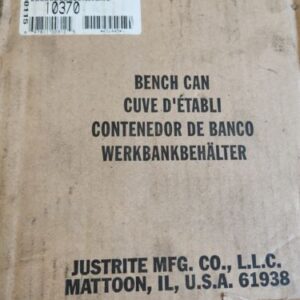 10370
BENCH CAN
CUVE D'ÉTABLI
CONTENEDOR DE BANCO
WERKBANKBEHÄLTER
JUSTRITE MFG. CO., L.L.C.
MATTOON, IL, U.S.A. 61938